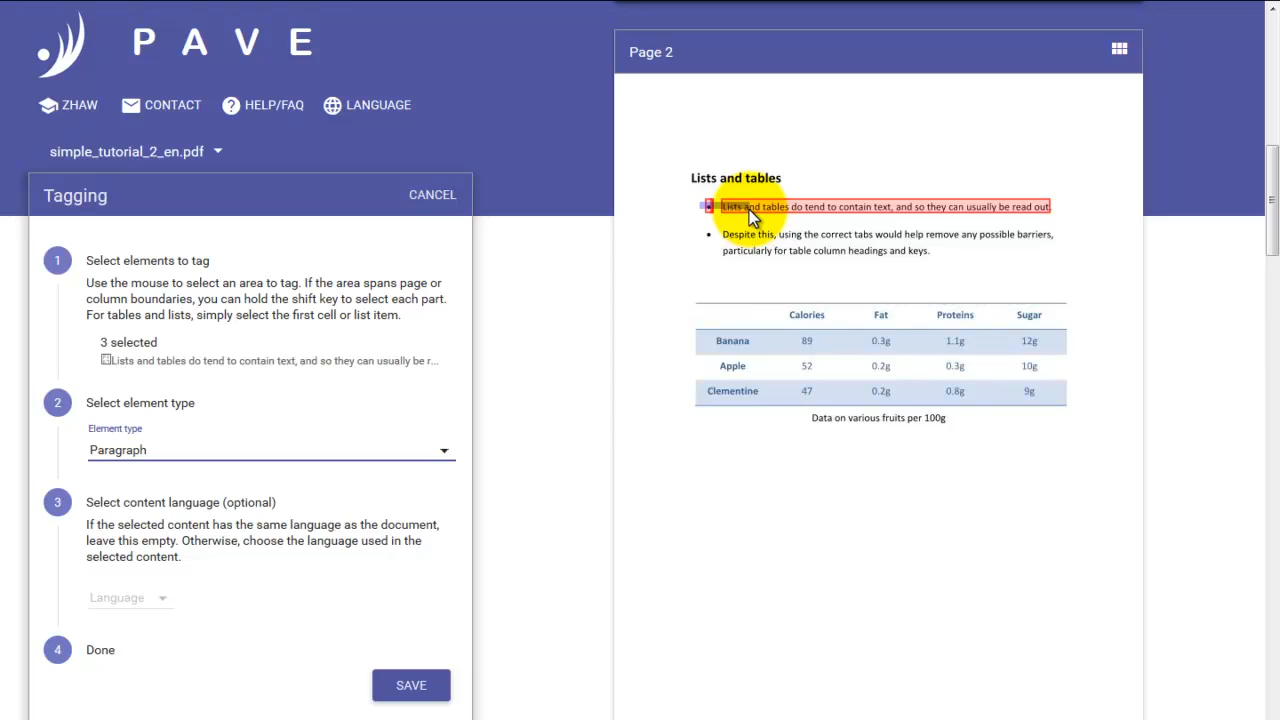 P A V E
ZHAW
CONTACT
HELP/FAQ
LANGUAGE
simple_tutorial_2_en.pdf
Tagging
CANCEL
1
Select elements to tag
Use the mouse to select an area to tag. If the area spans page or
column boundaries, you can hold the shift key to select each part.
For tables and lists, simply select the first cell or list item.
3 selected
Lists and tables do tend to contain text, and so they can usually be r...
2
Select element type
Element type
Paragraph
3
Select content language (optional)
If the selected content has the same language as the document,
leave this empty. Otherwise, choose the language used in the
selected content.
Language
4
Done
SAVE
Page 2
Lists and tables
• Lists and tables do tend to contain text, and so they can usually be read out.
• Despite this, using the correct tabs would help remove any possible barriers,
particularly for table column headings and keys.
Calories Fat Proteins Sugar
Banana 89 0.3g 1.1g 12g
Apple 52 0.2g 0.3g 10g
Clementine 47 0.2g 0.8g 9g
Data on various fruits per 100g